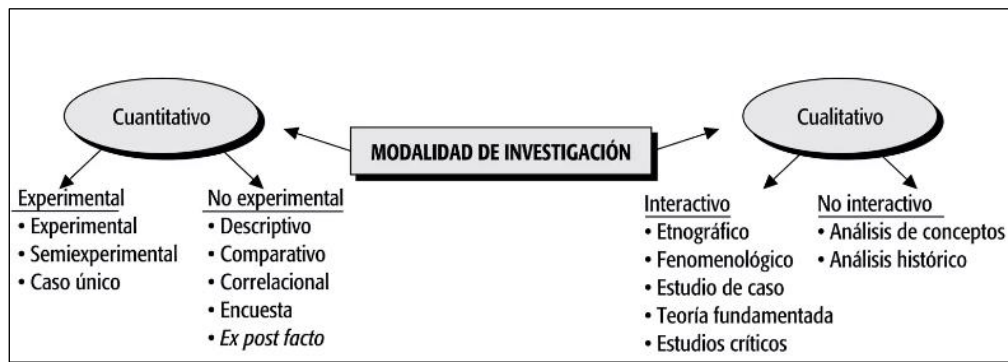 MODALIDAD DE INVESTIGACIÓN
Cuantitativo
Experimental
• Experimental
• Semiexperimental
• Caso único
No experimental
• Descriptivo
• Comparativo
• Correlacional
• Encuesta
• Ex post facto
Cualitativo
Interactivo
• Etnográfico
• Fenomenológico
• Estudio de caso
• Teoría fundamentada
• Estudios críticos
No interactivo
• Análisis de conceptos
• Análisis histórico